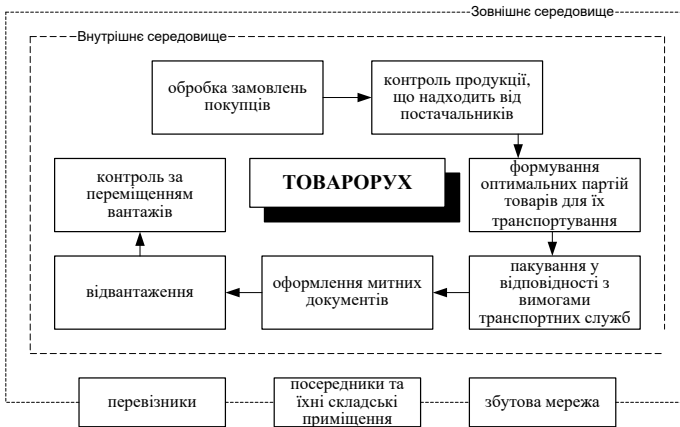 Зовнішнє середовище
Внутрішнє середовище
обробка замовлень
покупців
контроль продукції,
що надходить від
постачальників
контроль за
переміщенням
вантажів
ТОВАРОРУХ
формування
оптимальних партій
товарів для їх
транспортування
відвантаження
оформлення митних
документів
пакування у
відповідності з
вимогами
транспортних служб
перевізники
посередники та
їхні складські
приміщення
збутова мережа